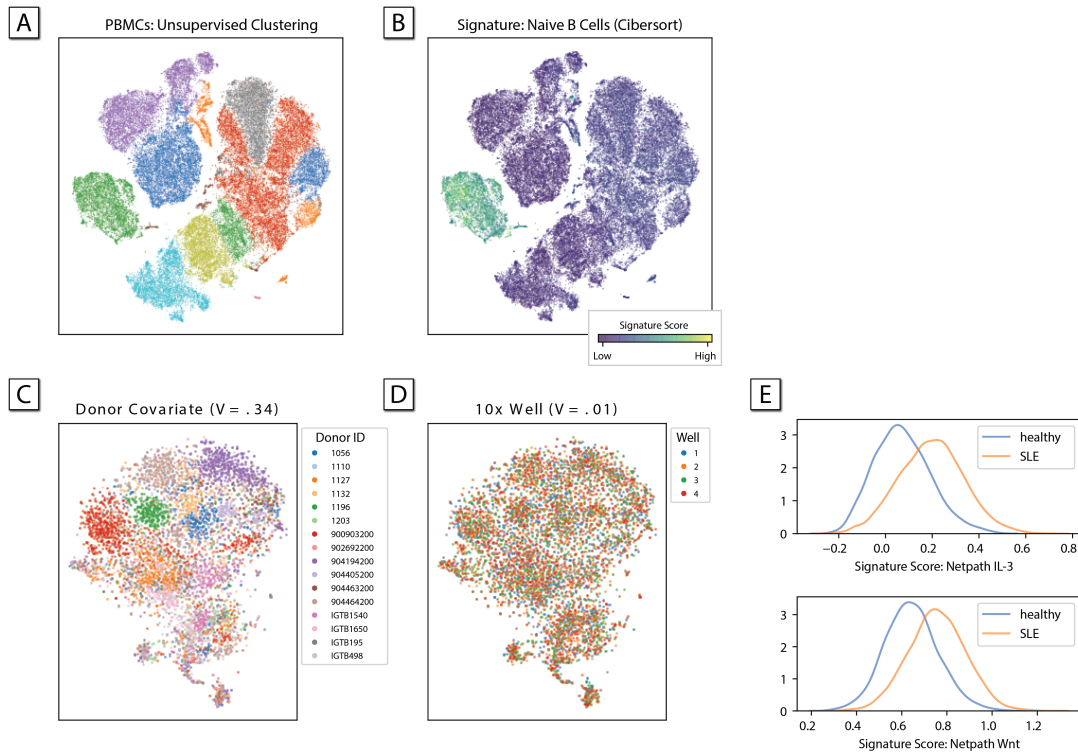 A
PBMCs: Unsupervised Clustering
B
Signature: Naive B Cells (Cibersort)
Signature Score
Low
High
C
Donor Covariate (V = .34)
Donor ID
1056
1110
1127
1132
1196
1203
900903200
902692200
904194200
904405200
904463200
904464200
IGTB1540
IGTB1650
IGTB195
IGTB498
D
10x Well (V = .01)
Well
1
2
3
4
E
healthy
SLE
3
2
1
0
−0.2 0.0 0.2 0.4 0.6 0.8
Signature Score: Netpath IL-3
healthy
SLE
3
2
1
0
0.2 0.4 0.6 0.8 1.0 1.2
Signature Score: Netpath Wnt